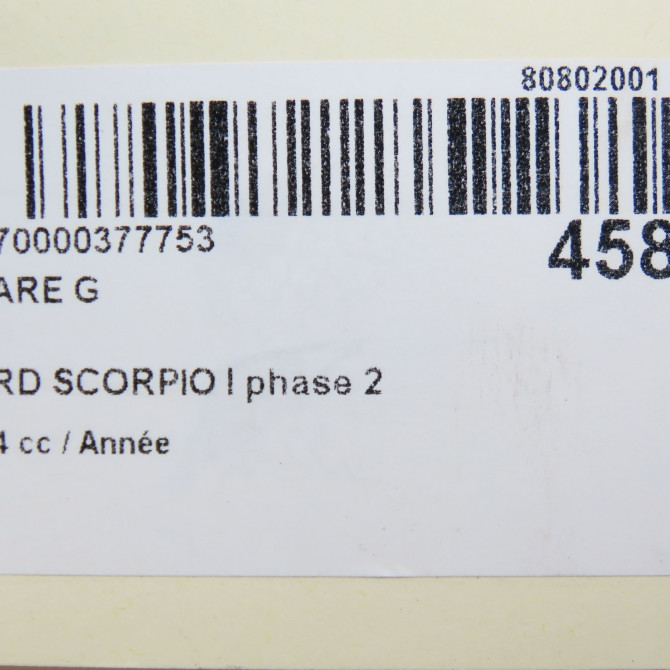 80802001
70000377753
458
ARE G
RD SCORPIO I phase 2
4 cc / Année